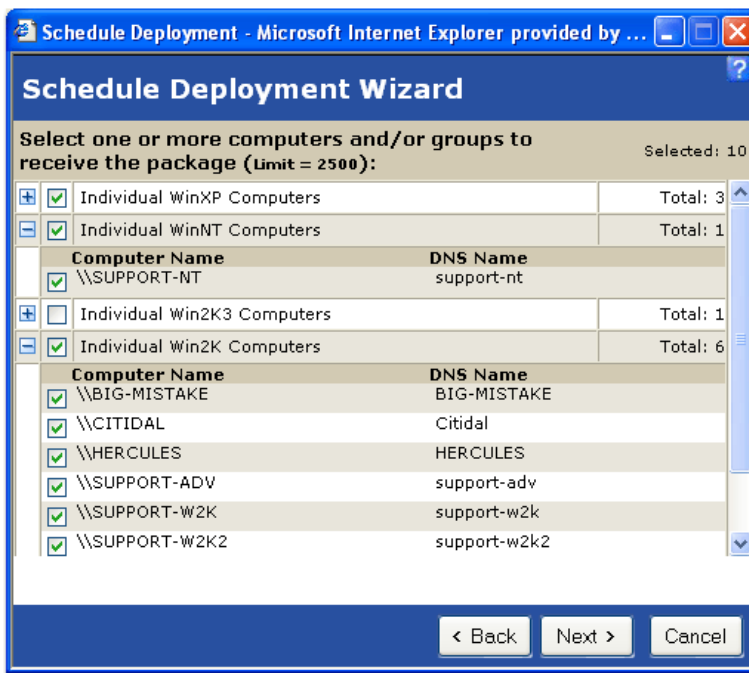 Schedule Deployment - Microsoft Internet Explorer provided by ...
Schedule Deployment Wizard
?
Select one or more computers and/or groups to
receive the package (Limit = 2500):
Selected: 10
Individual WinXP Computers Total: 3
Individual WinNT Computers Total: 1
Computer Name DNS Name
\\SUPPORT-NT support-nt
Individual Win2K3 Computers Total: 1
Individual Win2K Computers Total: 6
Computer Name DNS Name
\\BIG-MISTAKE BIG-MISTAKE
\\CITIDAL Citidal
\\HERCULES HERCULES
\\SUPPORT-ADV support-adv
\\SUPPORT-W2K support-w2k
\\SUPPORT-W2K2 support-w2k2
< Back Next > Cancel